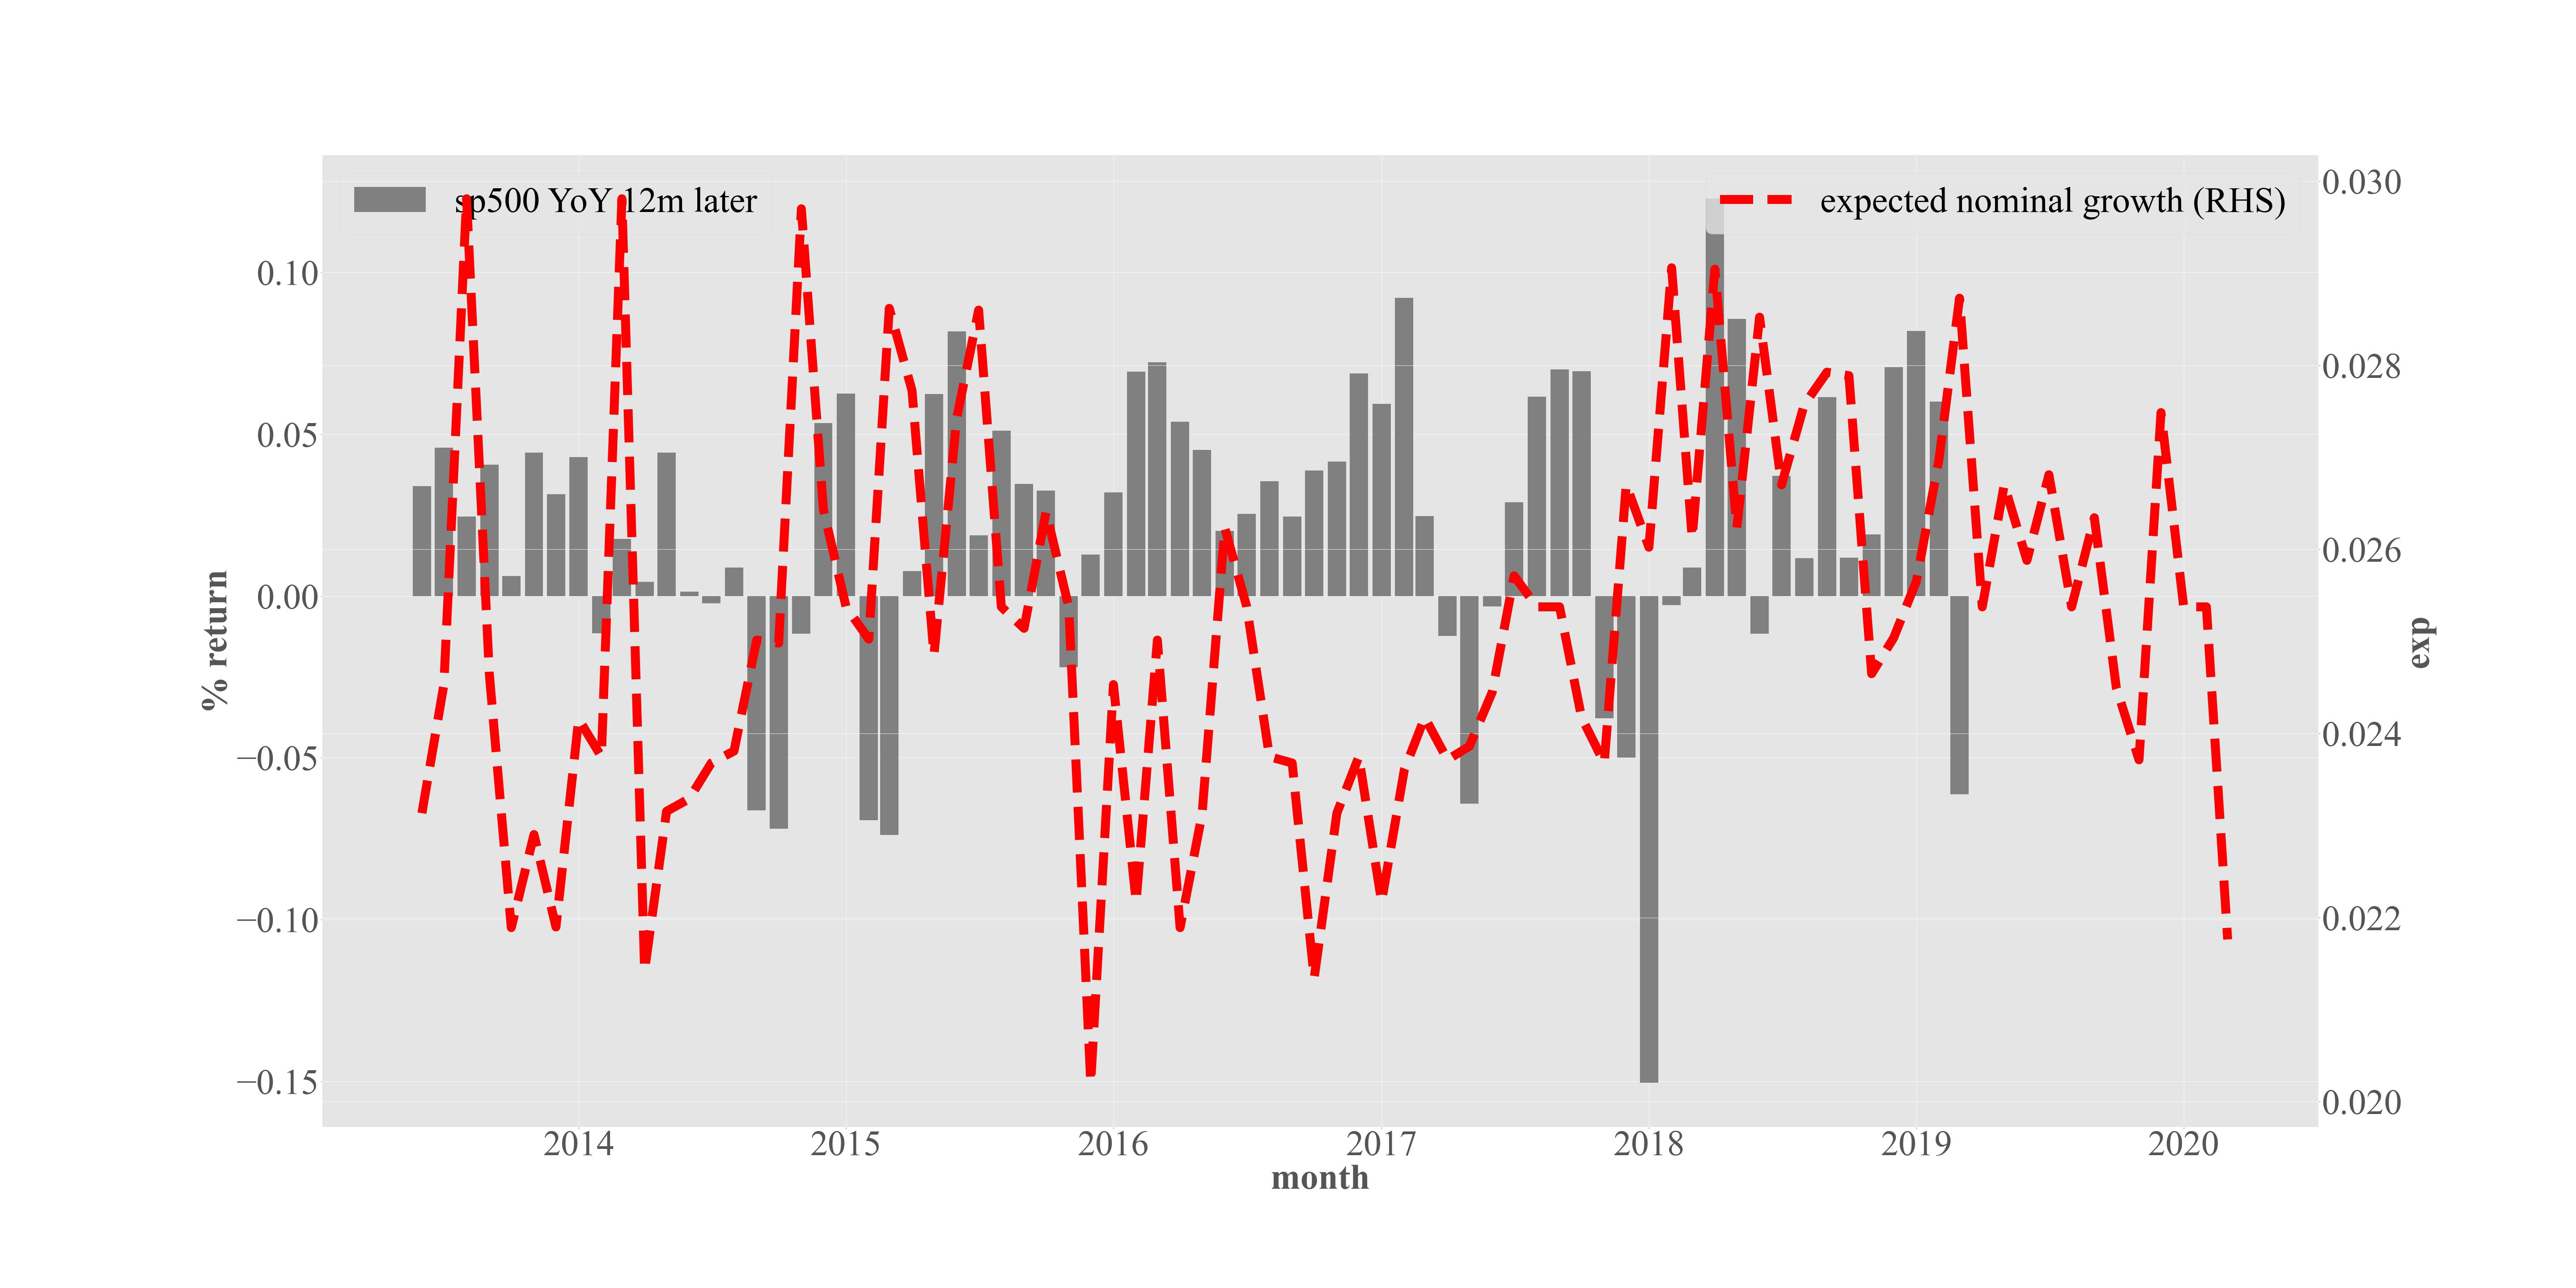 sp500 YoY 12m later
expected nominal growth (RHS)
0.10
0.05
0.00
−0.05
−0.10
−0.15
% return
0.030
0.028
0.026
0.024
0.022
0.020
exp
2014 2015 2016 2017 2018 2019 2020
month